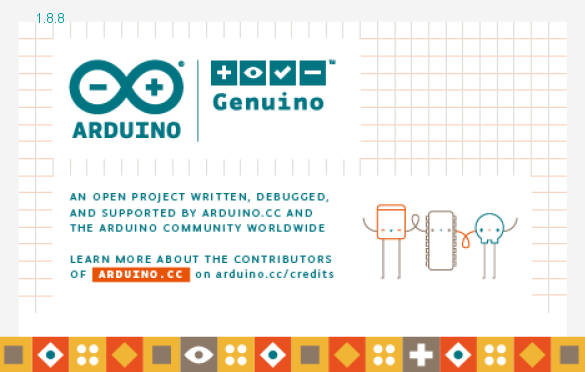 1.8.8
ARDUINO
™
Genuino
AN OPEN PROJECT WRITTEN, DEBUGGED,
AND SUPPORTED BY ARDUINO.CC AND
THE ARDUINO COMMUNITY WORLDWIDE
LEARN MORE ABOUT THE CONTRIBUTORS
OF ARDUINO.CC on arduino.cc/credits